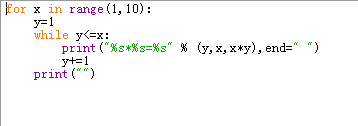 for x in range(1,10):
    y=1
    while y<=x:
        print("%s*%s=%s" % (y,x,x*y),end=" ")
        y+=1
    print("")